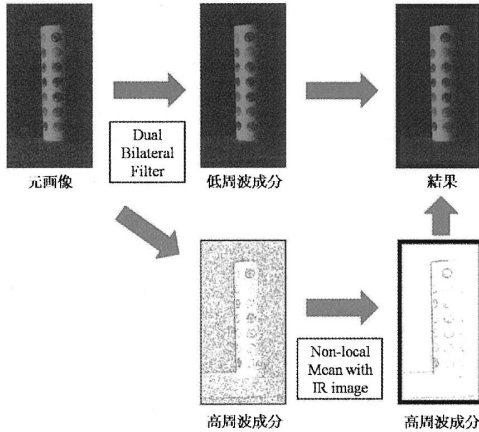 元画像
Dual
Bilateral
Filter
低周波成分
結果
高周波成分
Non-local
Mean with
IR image
高周波成分